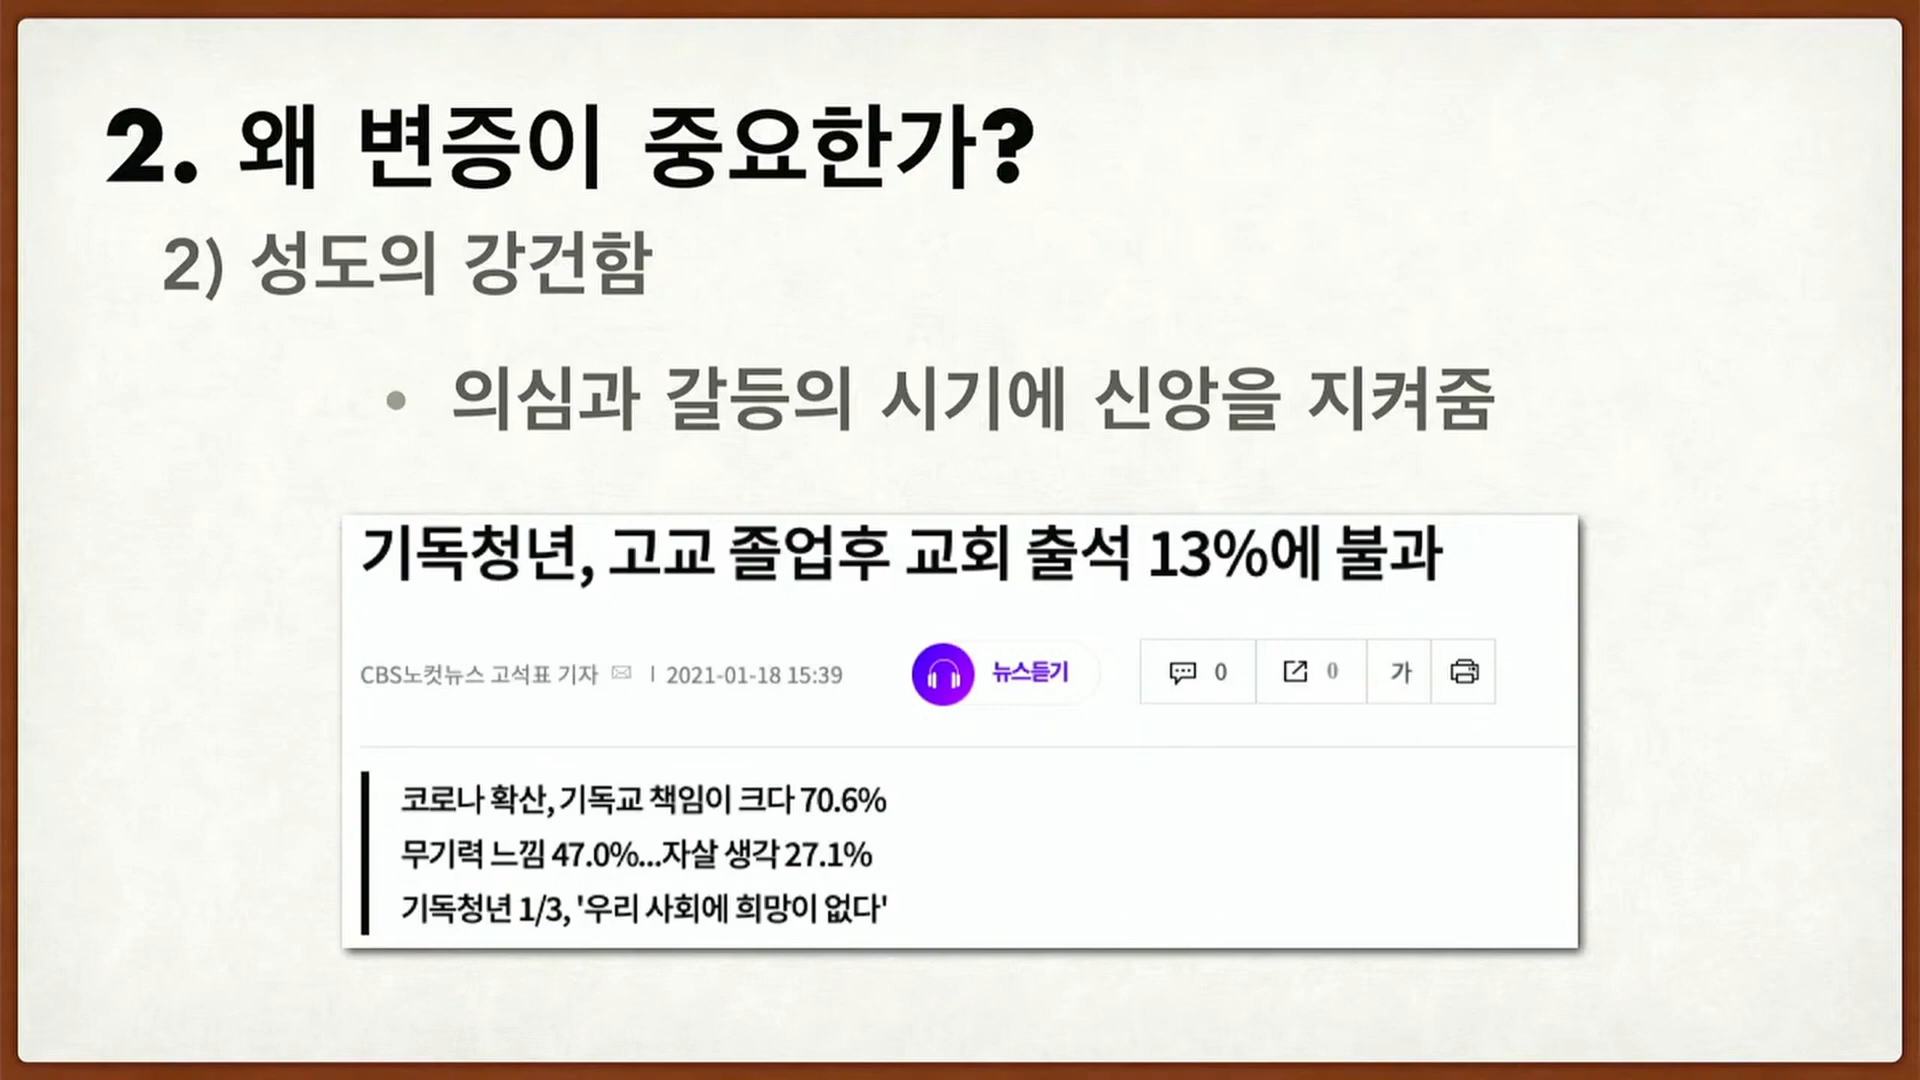 2. 왜 변증이 중요한가?
2) 성도의 강건함
• 의심과 갈등의 시기에 신앙을 지켜줌
기독청년, 고교 졸업후 교회 출석 13%에 불과
CBS노컷뉴스 고석표 기자 | 2021-01-18 15:39 뉴스듣기 0 0 가
코로나 확산, 기독교 책임이 크다 70.6%
무기력 느낌 47.0%...자살 생각 27.1%
기독청년 1/3, '우리 사회에 희망이 없다'